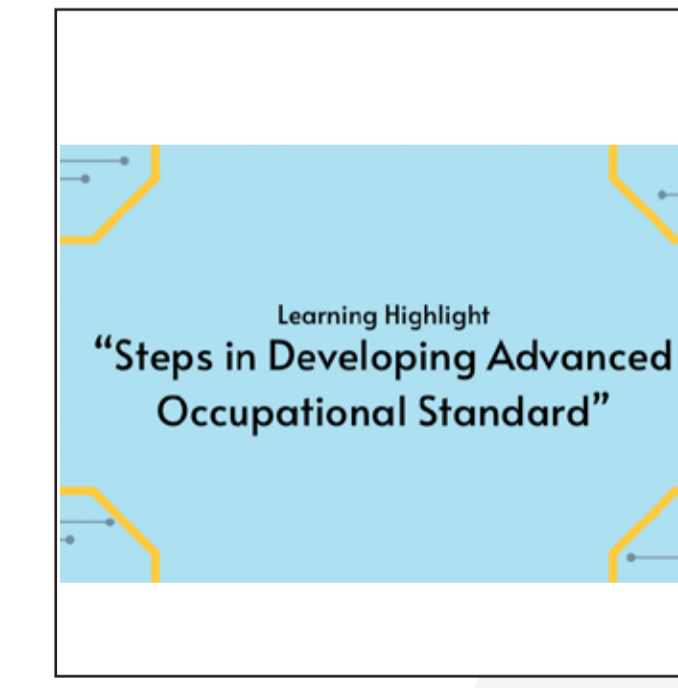 Learning Highlight
“Steps in Developing Advanced
Occupational Standard”